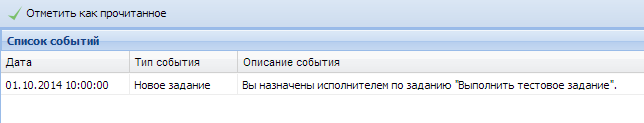 Отметить как прочитанное
Список событий
Дата Тип события Описание события
01.10.2014 10:00:00 Новое задание Вы назначены исполнителем по заданию "Выполнить тестовое задание".